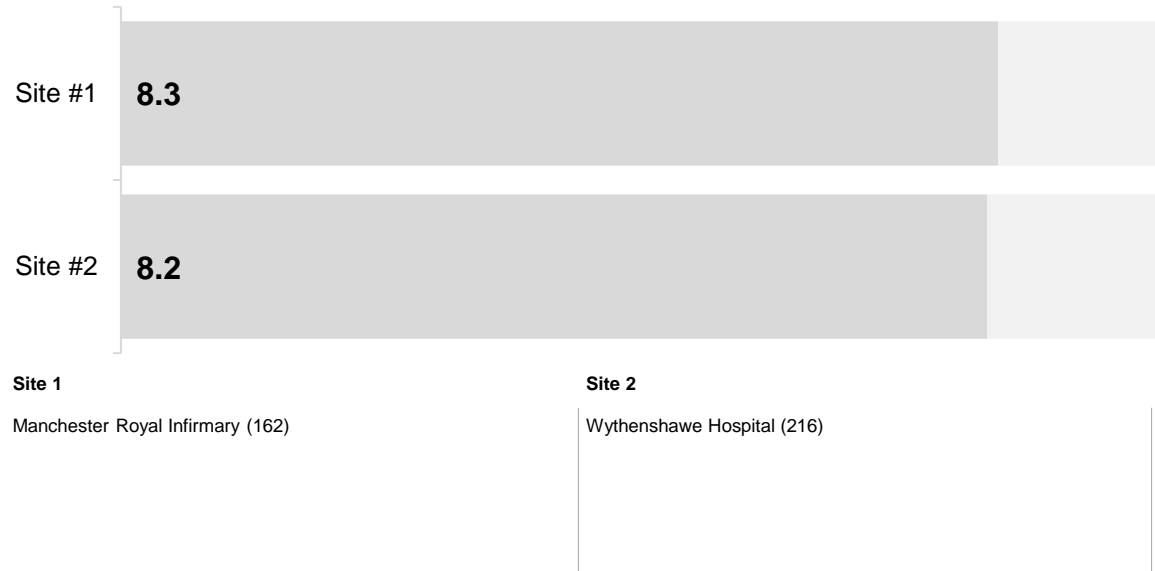 Site #1
8.3
Site #2
8.2
Site 1
Site 2
Manchester Royal Infirmary (162)
Wythenshawe Hospital (216)